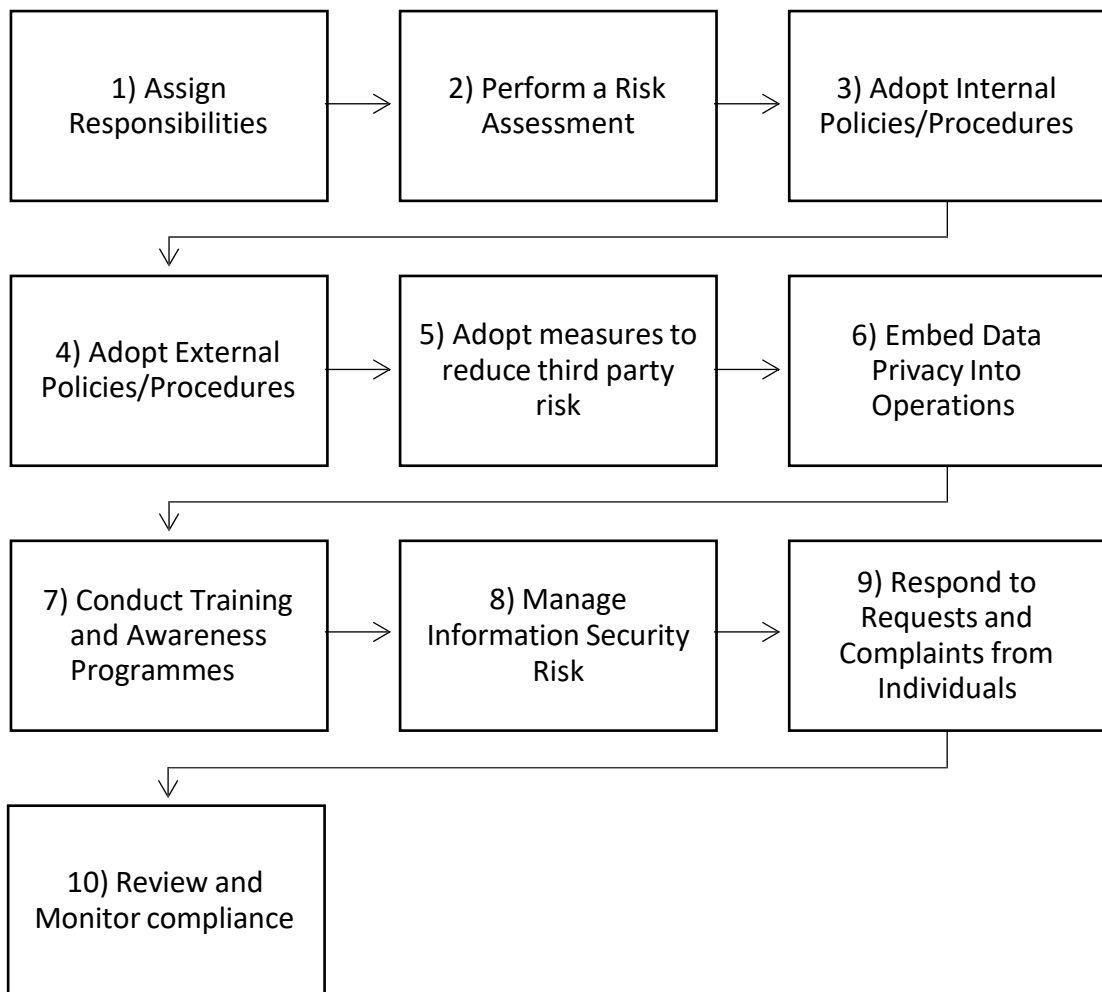 1) Assign
Responsibilities
2) Perform a Risk
Assessment
3) Adopt Internal
Policies/Procedures
4) Adopt External
Policies/Procedures
5) Adopt measures to
reduce third party
risk
6) Embed Data
Privacy Into
Operations
7) Conduct Training
and Awareness
Programmes
8) Manage
Information Security
Risk
9) Respond to
Requests and
Complaints from
Individuals
10) Review and
Monitor compliance